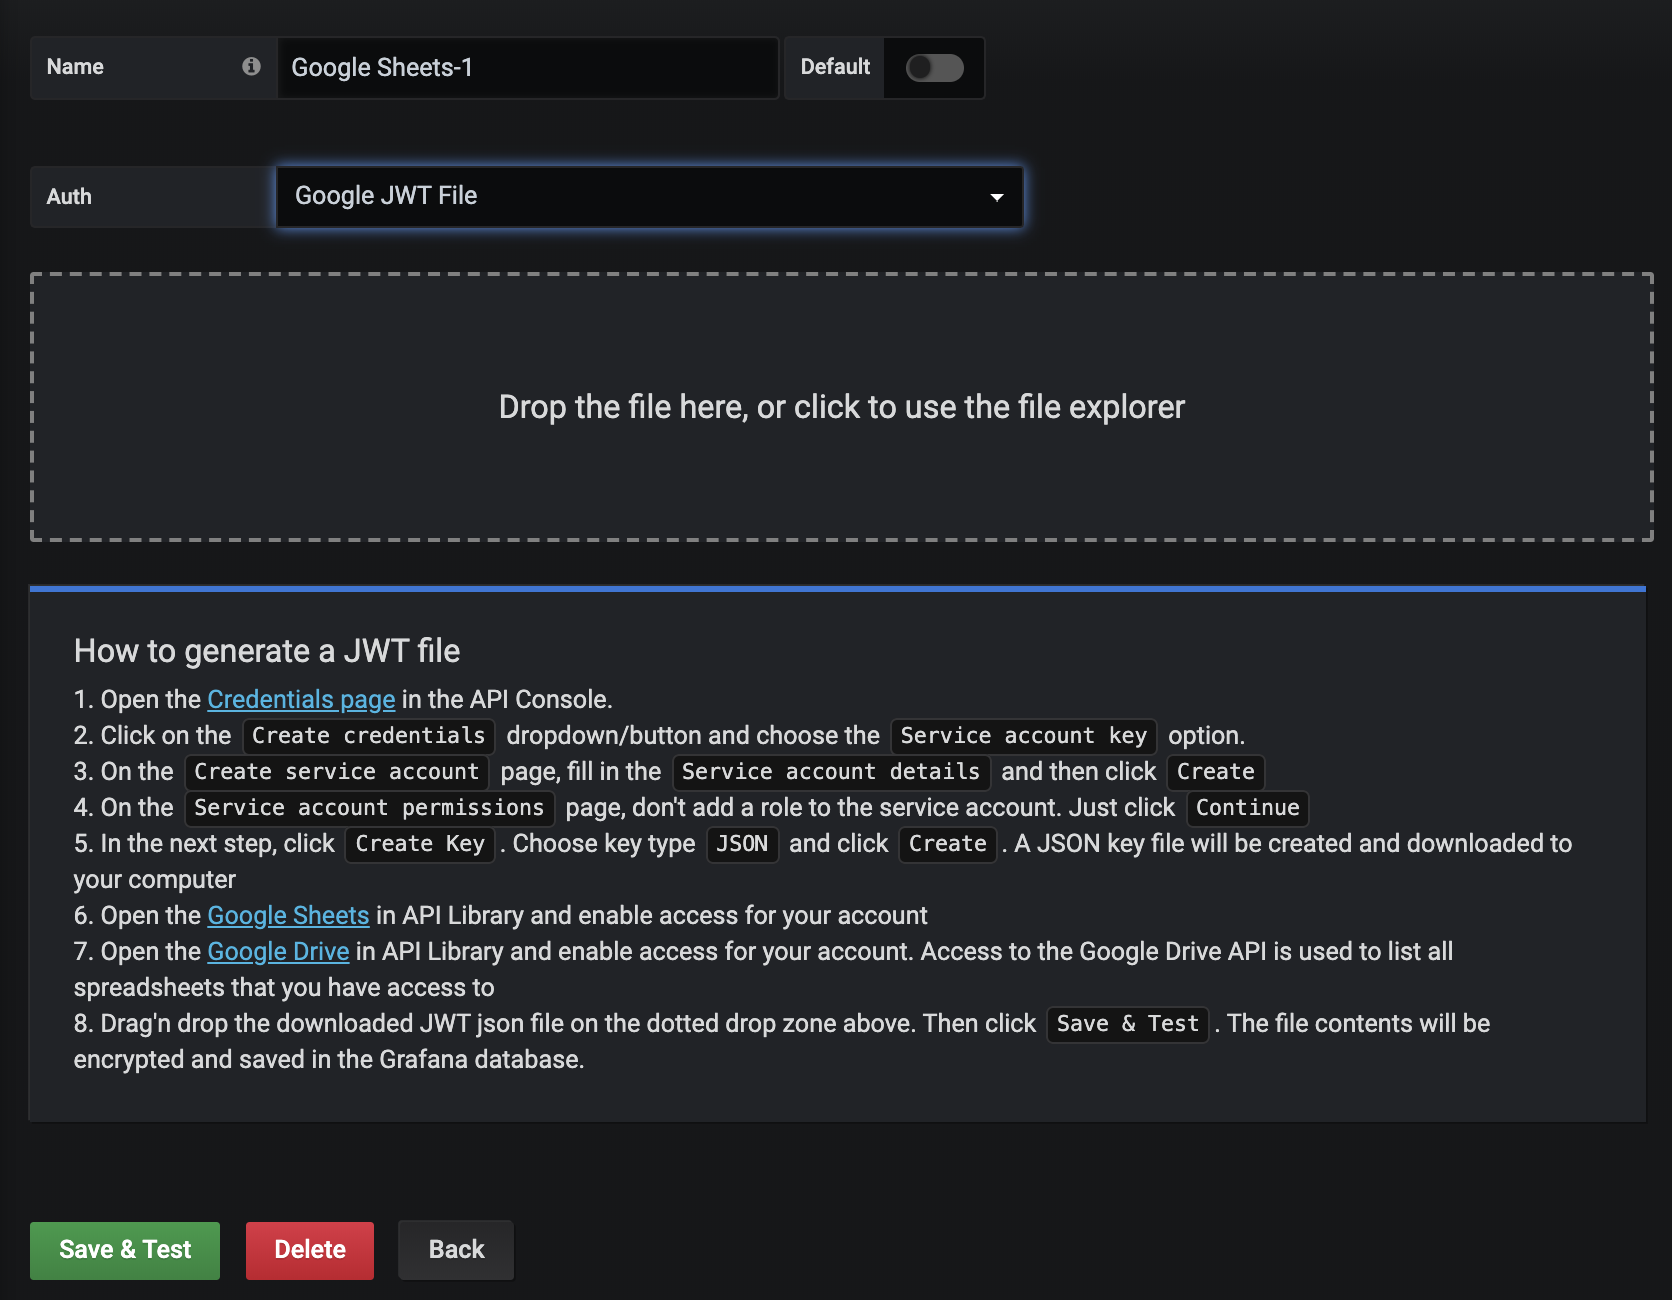 Name Google Sheets-1 Default
Auth Google JWT File
Drop the file here, or click to use the file explorer
How to generate a JWT file
1. Open the Credentials page in the API Console.
2. Click on the Create credentials dropdown/button and choose the Service account key option.
3. On the Create service account page, fill in the Service account details and then click Create
4. On the Service account permissions page, don't add a role to the service account. Just click Continue
5. In the next step, click Create Key . Choose key type JSON and click Create . A JSON key file will be created and downloaded to
your computer
6. Open the Google Sheets in API Library and enable access for your account
7. Open the Google Drive in API Library and enable access for your account. Access to the Google Drive API is used to list all
spreadsheets that you have access to
8. Drag'n drop the downloaded JWT json file on the dotted drop zone above. Then click Save & Test . The file contents will be
encrypted and saved in the Grafana database.
Save & Test Delete Back